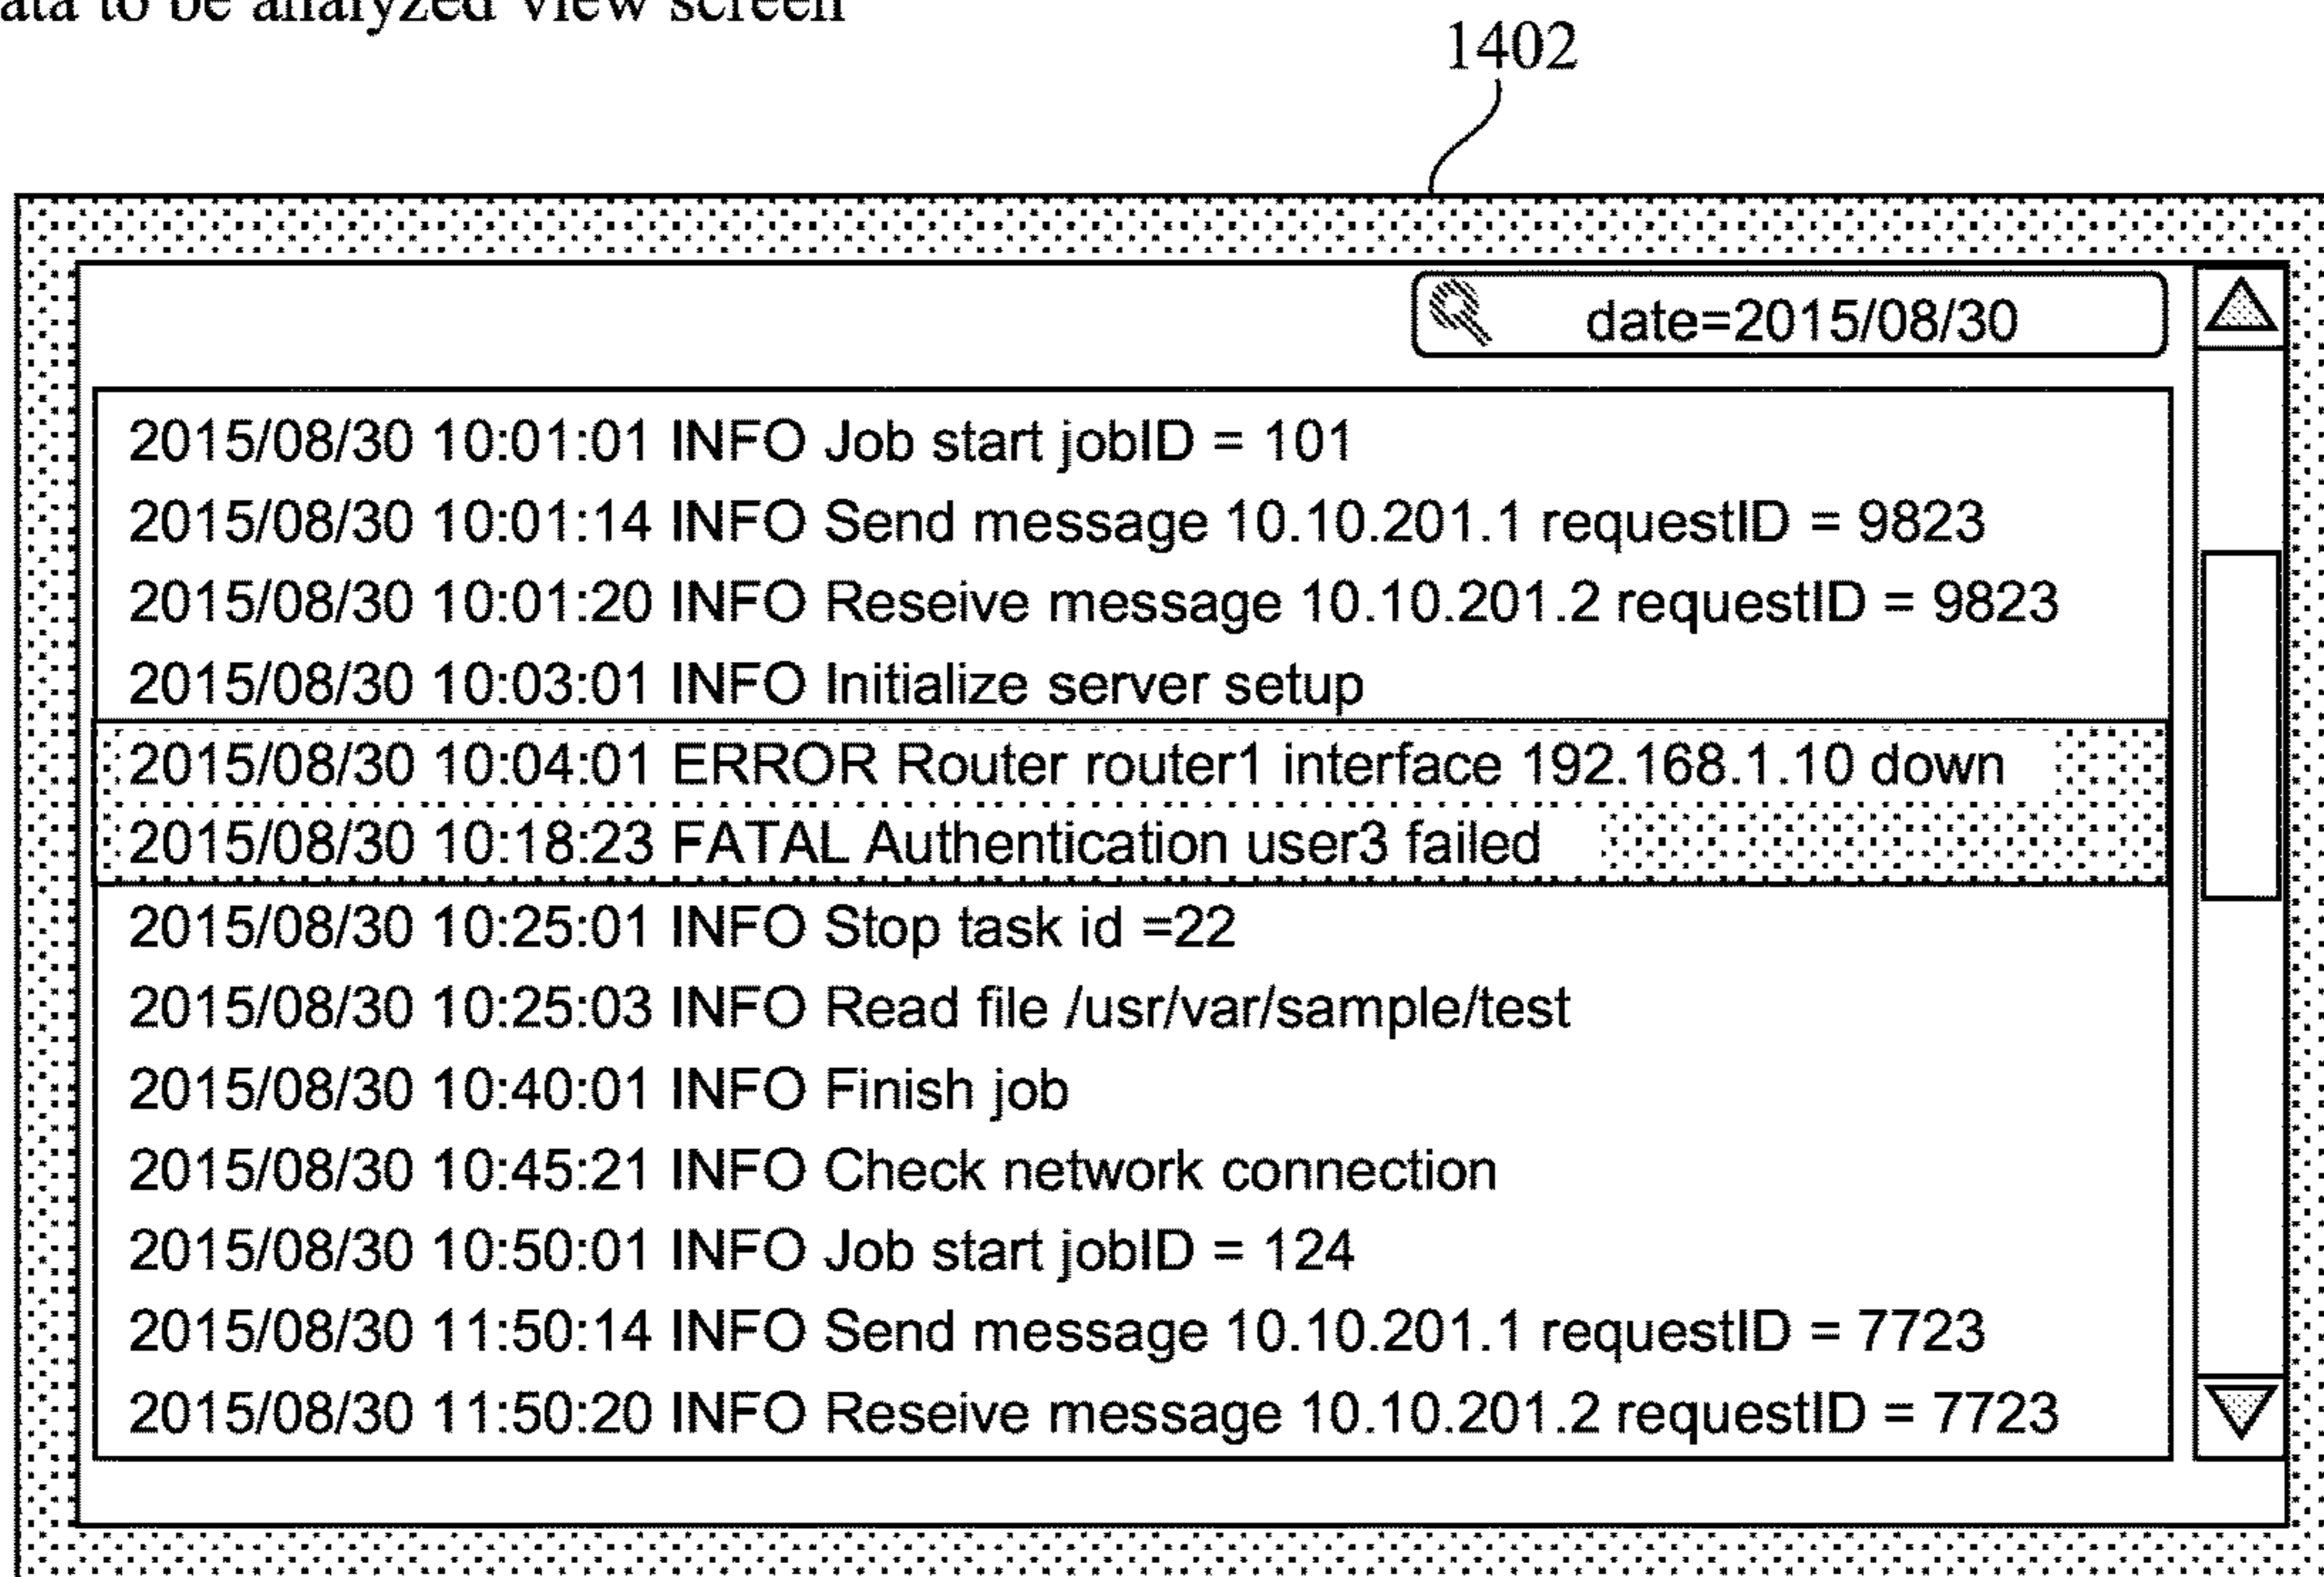 ata to be analyzed view screen
1402
date=2015/08/30
2015/08/30 10:01:01 INFO Job start jobID = 101
2015/08/30 10:01:14 INFO Send message 10.10.201.1 requestID = 9823
2015/08/30 10:01:20 INFO Reseive message 10.10.201.2 requestID = 9823
2015/08/30 10:03:01 INFO Initialize server setup
2015/08/30 10:04:01 ERROR Router router1 interface 192.168.1.10 down
2015/08/30 10:18:23 FATAL Authentication user3 failed
2015/08/30 10:25:01 INFO Stop task id =22
2015/08/30 10:25:03 INFO Read file /usr/var/sample/test
2015/08/30 10:40:01 INFO Finish job
2015/08/30 10:45:21 INFO Check network connection
2015/08/30 10:50:01 INFO Job start jobID = 124
2015/08/30 11:50:14 INFO Send message 10.10.201.1 requestID = 7723
2015/08/30 11:50:20 INFO Reseive message 10.10.201.2 requestID = 7723